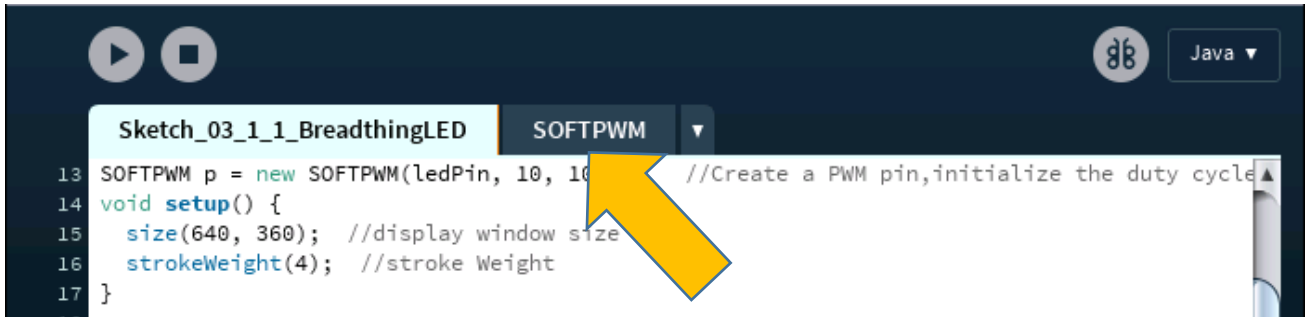 Java ▼
Sketch_03_1_1_BreadthingLED SOFTPWM ▼
13 SOFTPWM p = new SOFTPWM(ledPin, 10, //Create a PWM pin,initialize the duty cycle
14 void setup() {
15 size(640, 360); //display window size
16 strokeWeight(4); //stroke Weight
17 }